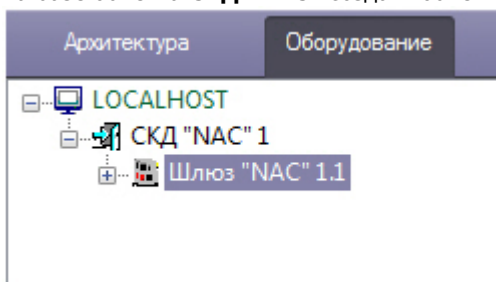 Архитектура Оборудование
LOCALHOST
СКД "NAC" 1
Шлюз "NAC" 1.1